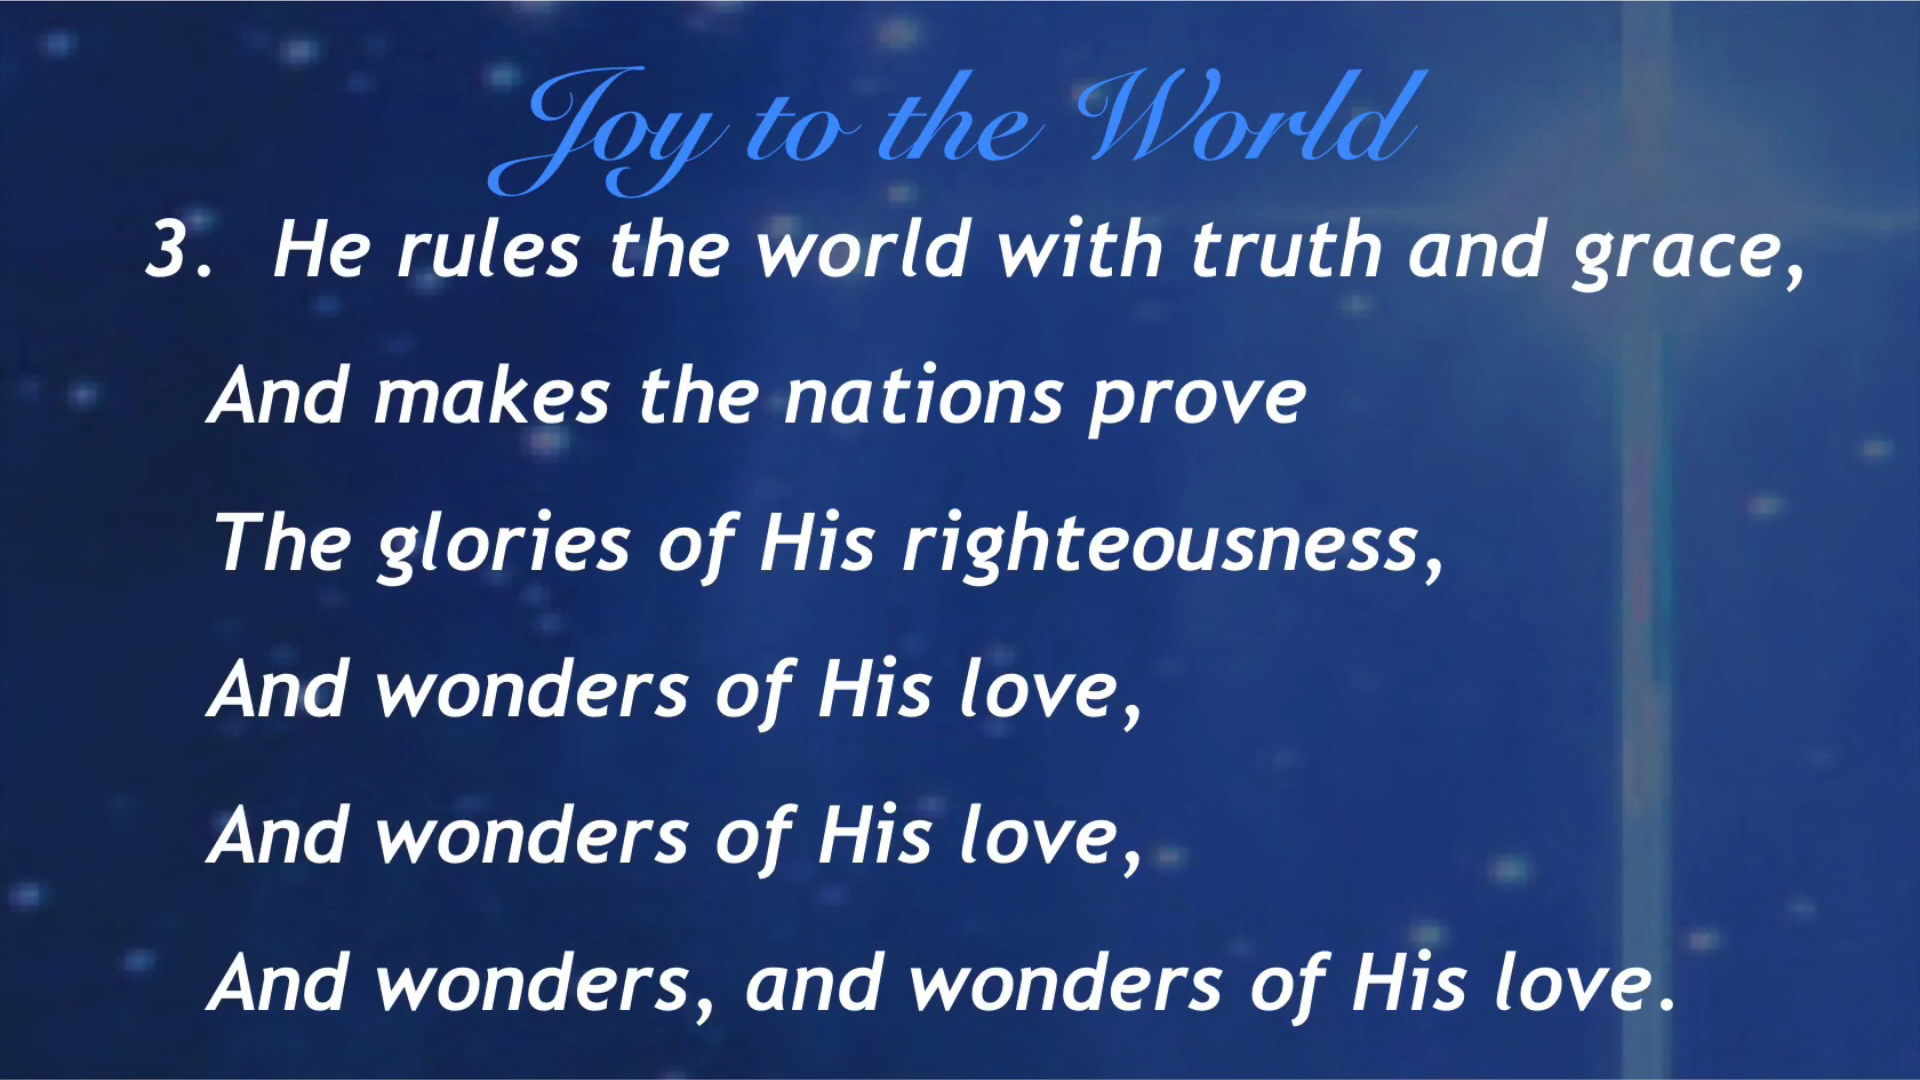 Joy to the World
3. He rules the world with truth and grace,
And makes the nations prove
The glories of His righteousness,
And wonders of His love,
And wonders of His love,
And wonders, and wonders of His love.